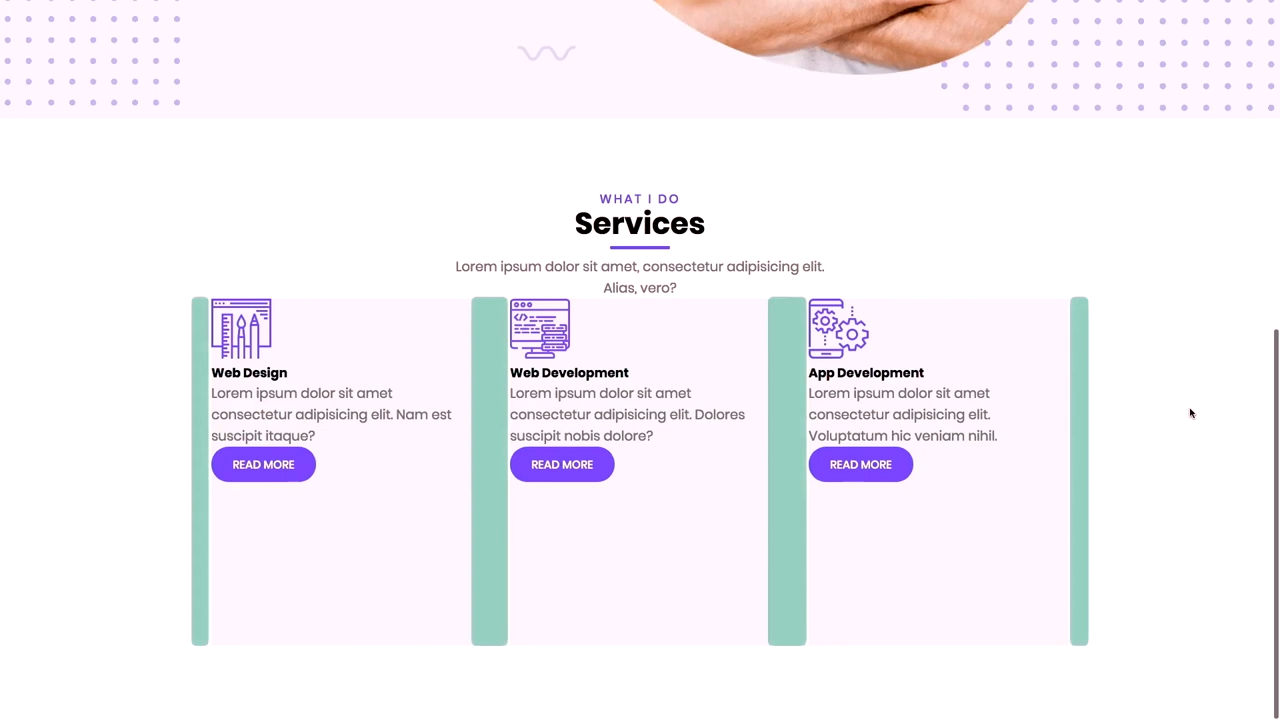 WHAT I DO
Services
Lorem ipsum dolor sit amet, consectetur adipisicing elit.
Alias, vero?
Web Design
Lorem ipsum dolor sit amet
consectetur adipisicing elit. Nam est
suscipit itaque?
READ MORE
Web Development
Lorem ipsum dolor sit amet
consectetur adipisicing elit. Dolores
suscipit nobis dolore?
READ MORE
App Development
Lorem ipsum dolor sit amet
consectetur adipisicing elit.
Voluptatum hic veniam nihil.
READ MORE